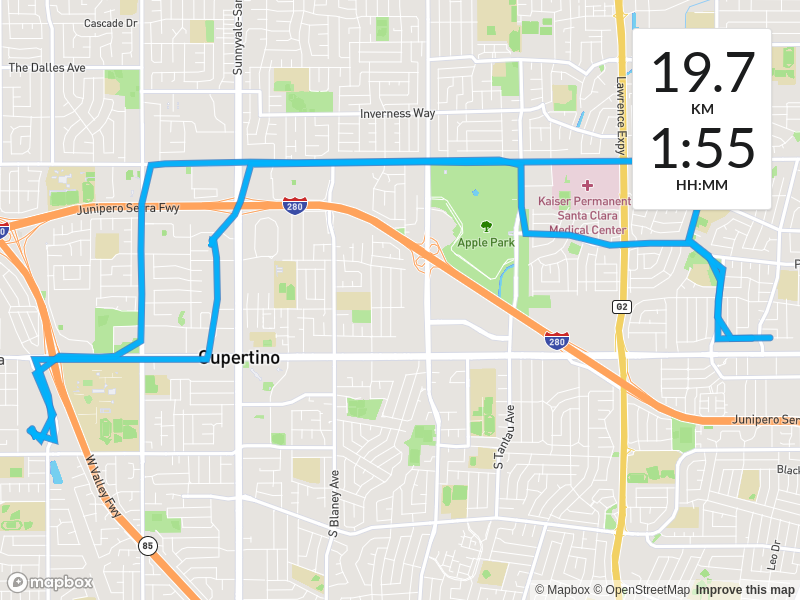 Cascade Dr
Sunnyvale-Sar
The Dalles Ave
Inverness Way
Lawrence Expy
19.7
KM
1:55
HH:MM
Junipero Serra Fwy
280
Kaiser Permanent
Santa Clara
Medical Center
Apple Park
G2
280
Cupertino
Junipero Ser
S Tantau Ave
W Valley Fwy
S Blaney Ave
Black
85
Leo Dr
mapbox
© Mapbox © OpenStreetMap Improve this map